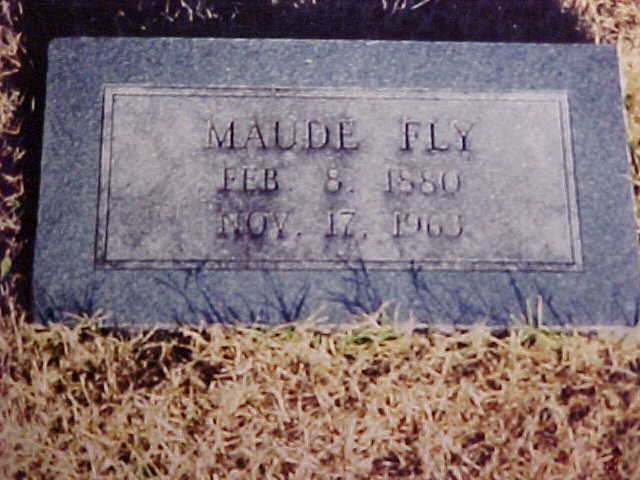 MAUDE FLY
FEB. 8. 1880
NOV. 17, 1963